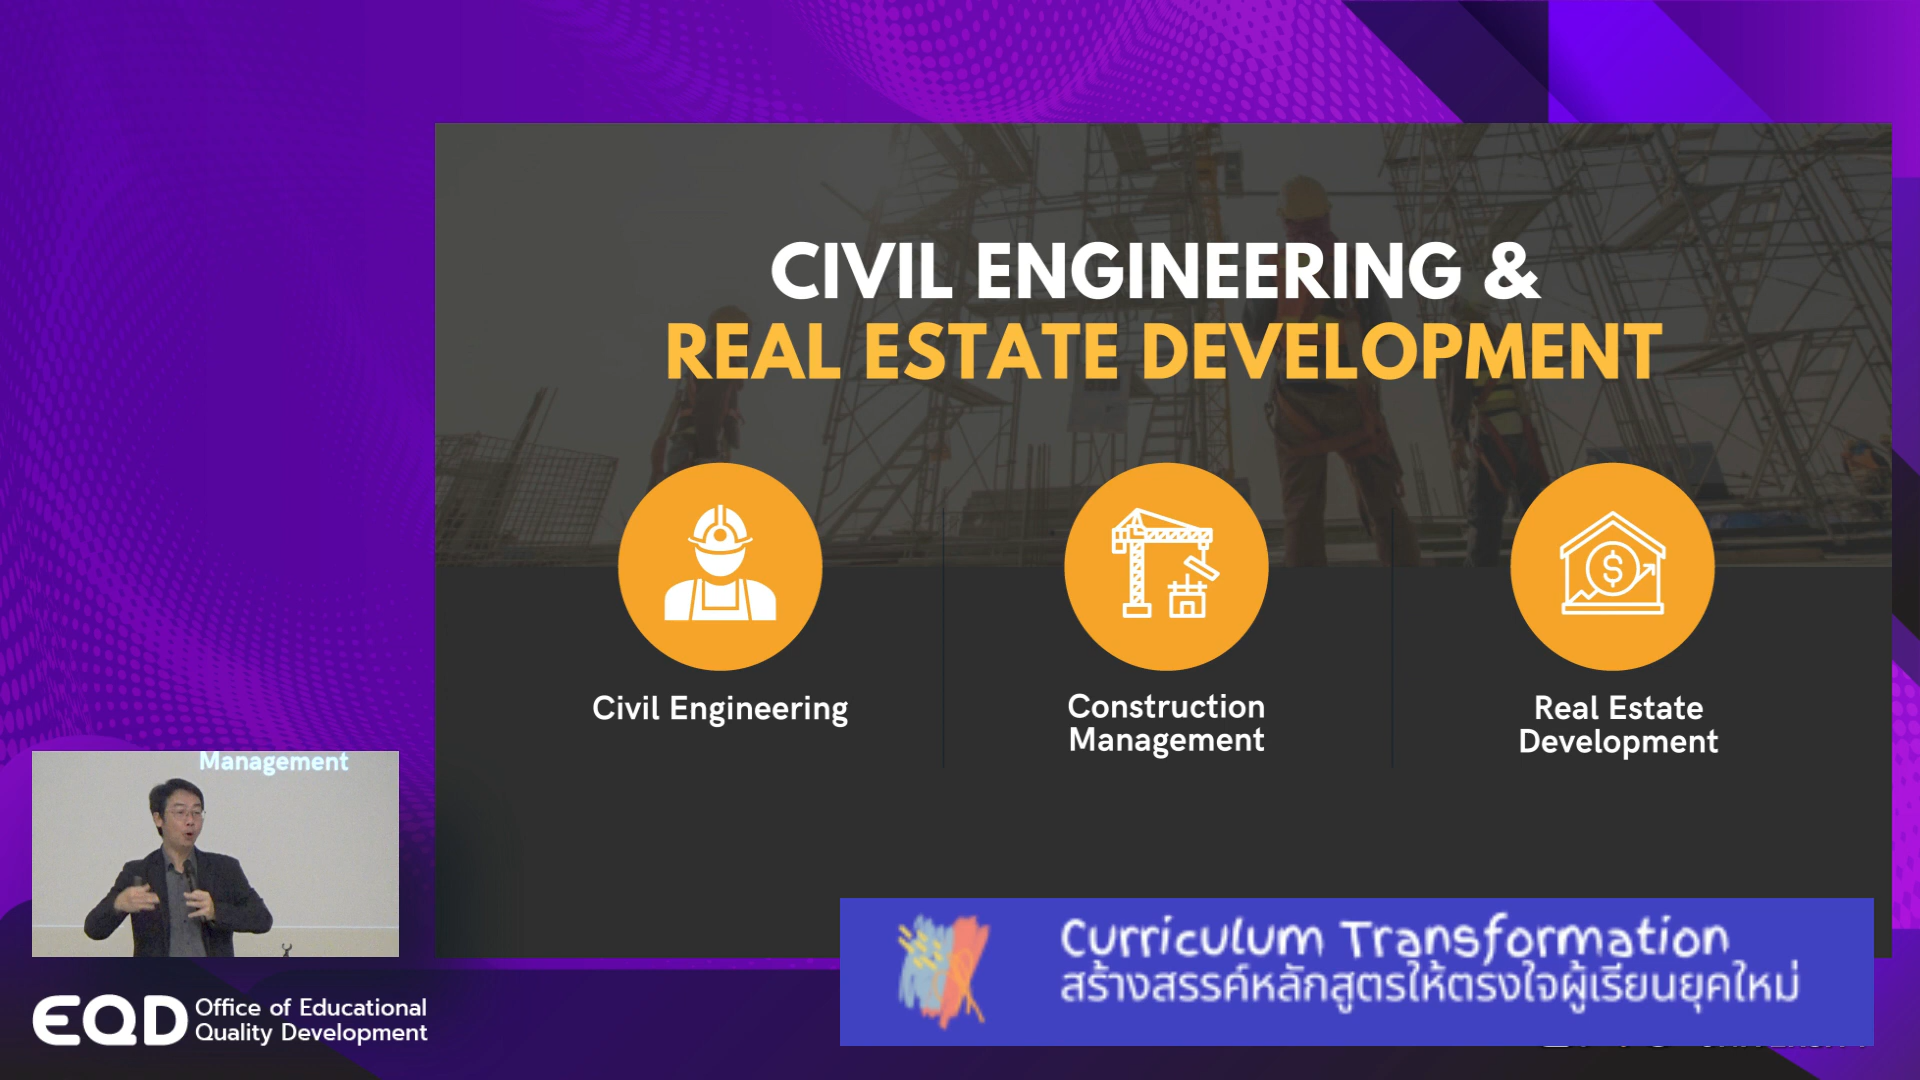 CIVIL ENGINEERING &
REAL ESTATE DEVELOPMENT
Civil Engineering
Construction
Management
Real Estate
Development
Management
EQD Office of Educational
Quality Development
Curriculum Transformation
สร้างสรรค์หลักสูตรให้ตรงใจผู้เรียนยุคใหม่